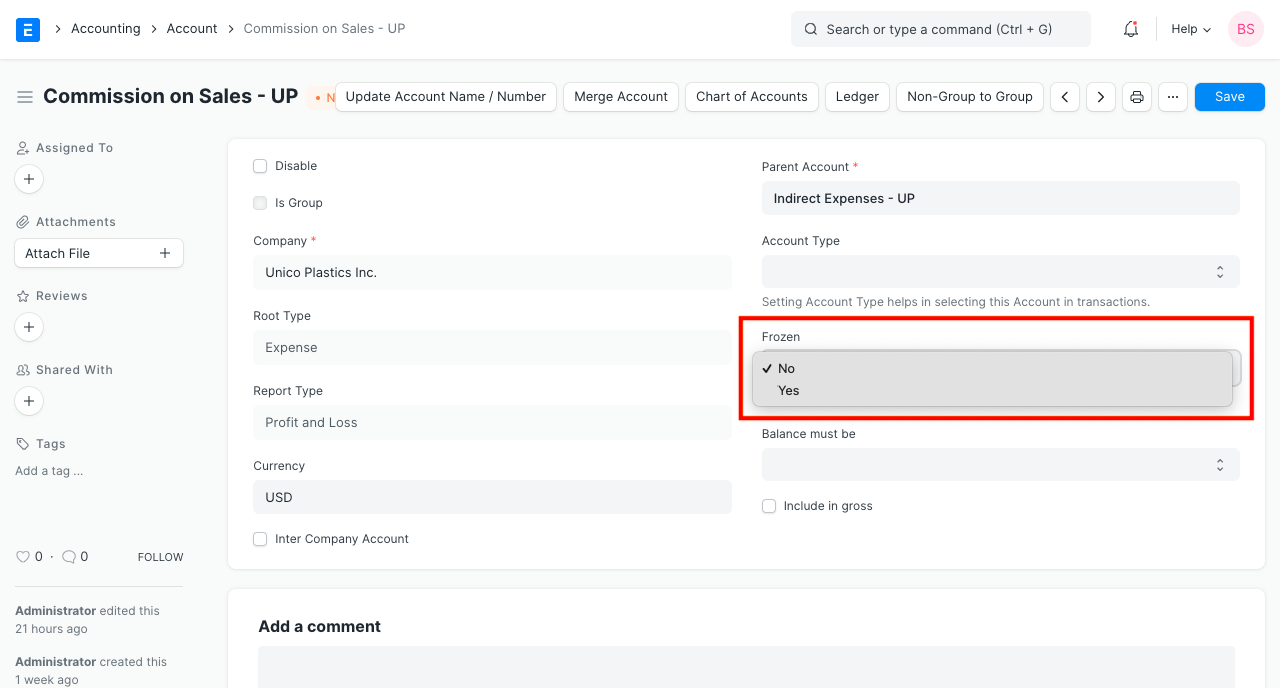 E
Accounting
Account
Commission on Sales - UP
Search or type a command (Ctrl + G)
Help
BS
Commission on Sales - UP
N
Update Account Name / Number
Merge Account
Chart of Accounts
Ledger
Non-Group to Group
Save
Assigned To
Attachments
Attach File
Reviews
Shared With
Tags
Add a tag ...
0 · 0
FOLLOW
Administrator edited this
21 hours ago
Administrator created this
1 week ago
Disable
Is Group
Company *
Unico Plastics Inc.
Root Type
Expense
Report Type
Profit and Loss
Currency
USD
Inter Company Account
Parent Account *
Indirect Expenses - UP
Account Type
Setting Account Type helps in selecting this Account in transactions.
Frozen
No
Yes
Balance must be
Include in gross
Add a comment